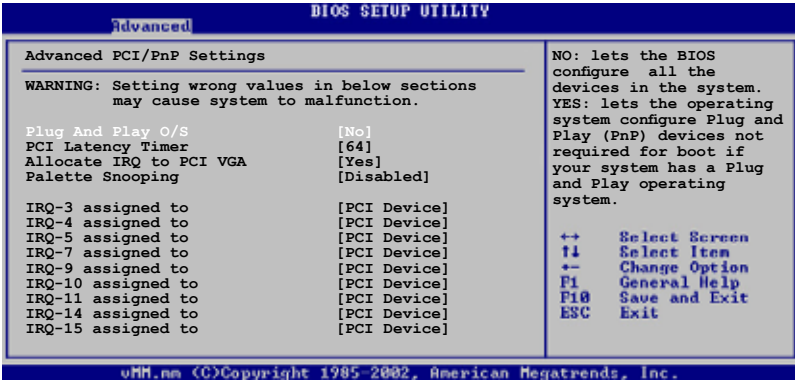 BIOS SETUP UTILITY
Advanced
Advanced PCI/PnP Settings
WARNING: Setting wrong values in below sections
may cause system to malfunction.
Plug And Play O/S [No]
PCI Latency Timer [64]
Allocate IRQ to PCI VGA [Yes]
Palette Snooping [Disabled]
IRQ-3 assigned to [PCI Device]
IRQ-4 assigned to [PCI Device]
IRQ-5 assigned to [PCI Device]
IRQ-7 assigned to [PCI Device]
IRQ-9 assigned to [PCI Device]
IRQ-10 assigned to [PCI Device]
IRQ-11 assigned to [PCI Device]
IRQ-14 assigned to [PCI Device]
IRQ-15 assigned to [PCI Device]
NO: lets the BIOS
configure all the
devices in the system.
YES: lets the operating
system configure Plug and
Play (PnP) devices not
required for boot if
your system has a Plug
and Play operating
system.
←→ Select Screen
↑↓ Select Item
+- Change Option
F1 General Help
F10 Save and Exit
ESC Exit
vMM.mm (C)Copyright 1985-2002, American Megatrends, Inc.